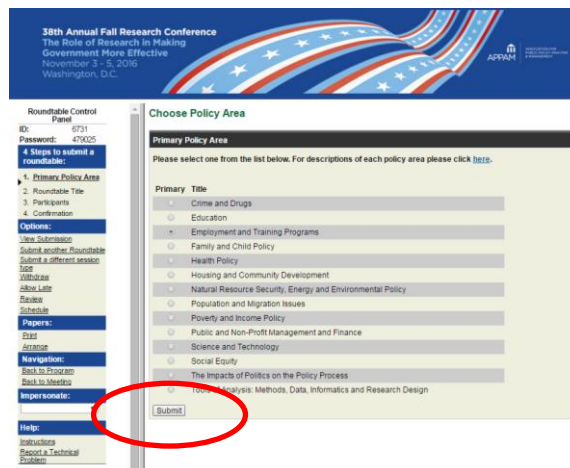 38th Annual Fall Research Conference
The Role of Research in Making
Government More Effective
November 3 - 5, 2016
Washington, D.C.
APPAM
Roundtable Control
Panel
ID: 6731
Password: 479025
4 Steps to submit a
roundtable:
1. Primary Policy Area
2. Roundtable Title
3. Participants
4. Confirmation
Options:
View Submission
Submit another Roundtable
Submit a different session
type
Withdraw
Allow Late
Review
Schedule
Papers:
Print
Arrange
Navigation:
Back to Program
Back to Meeting
Impersonate:
Help:
Instructions
Report a Technical
Problem
Choose Policy Area
Primary Policy Area
Please select one from the list below. For descriptions of each policy area please click here.
Primary Title
Crime and Drugs
Education
Employment and Training Programs
Family and Child Policy
Health Policy
Housing and Community Development
Natural Resource Security, Energy and Environmental Policy
Population and Migration Issues
Poverty and Income Policy
Public and Non-Profit Management and Finance
Science and Technology
Social Equity
The Impacts of Politics on the Policy Process
Tools of Analysis: Methods, Data, Informatics and Research Design
Submit